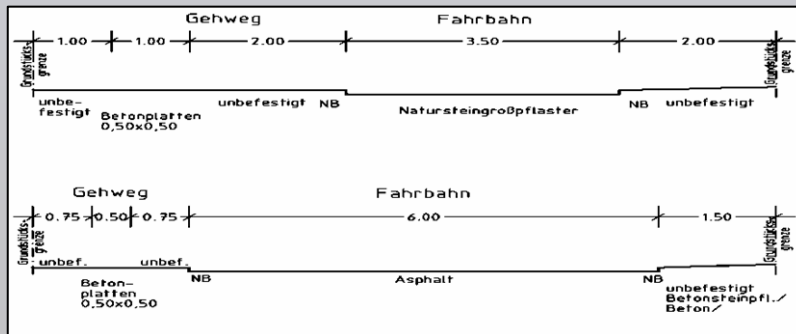 Gehweg Fahrbahn
1.00 1.00 2.00 3.50 2.00
Grundstücks-
grenze
Grundstücks-
grenze
unbe-
festigt
Betonplatten
0,50x0,50
unbefestigt NB
Natursteingroßpflaster
NB unbefestigt
Gehweg Fahrbahn
0.75 0.50 0.75 6.00 1.50
Grundstücks-
grenze
Grundstücks-
grenze
unbef. unbef.
Beton-
platten
0,50x0,50
NB Asphalt NB
unbefestigt
Betonsteinpfl./
Beton/